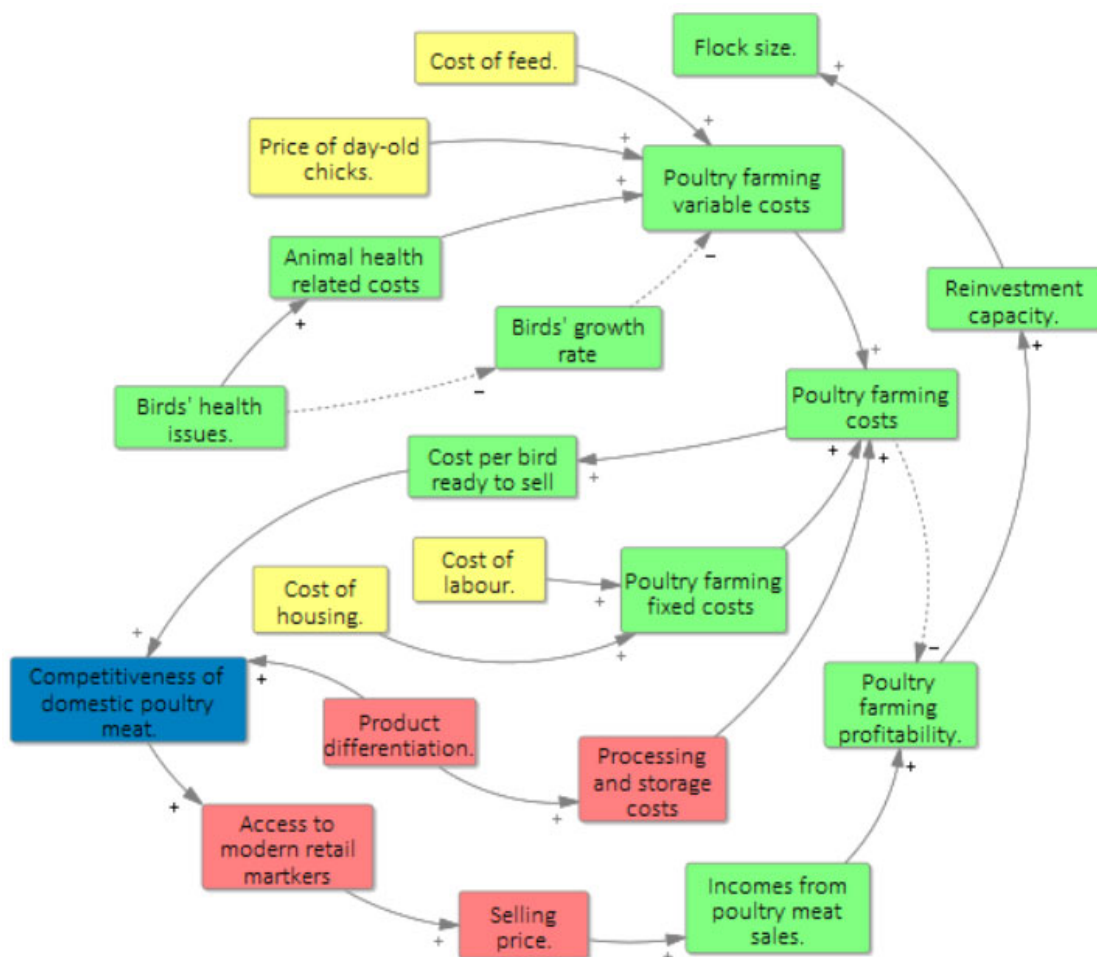 Flock size.
Cost of feed.
Price of day-old
chicks.
Poultry farming
variable costs
Animal health
related costs
Reinvestment
capacity.
Birds' growth
rate
Birds' health
issues.
Poultry farming
costs
Cost per bird
ready to sell
Cost of
labour.
Poultry farming
fixed costs
Cost of
housing.
Competitiveness of
domestic poultry
meat.
Product
differentiation.
Poultry
farming
profitability.
Processing
and storage
costs
Access to
modern retail
martkers
Incomes from
poultry meat
sales.
Selling
price.